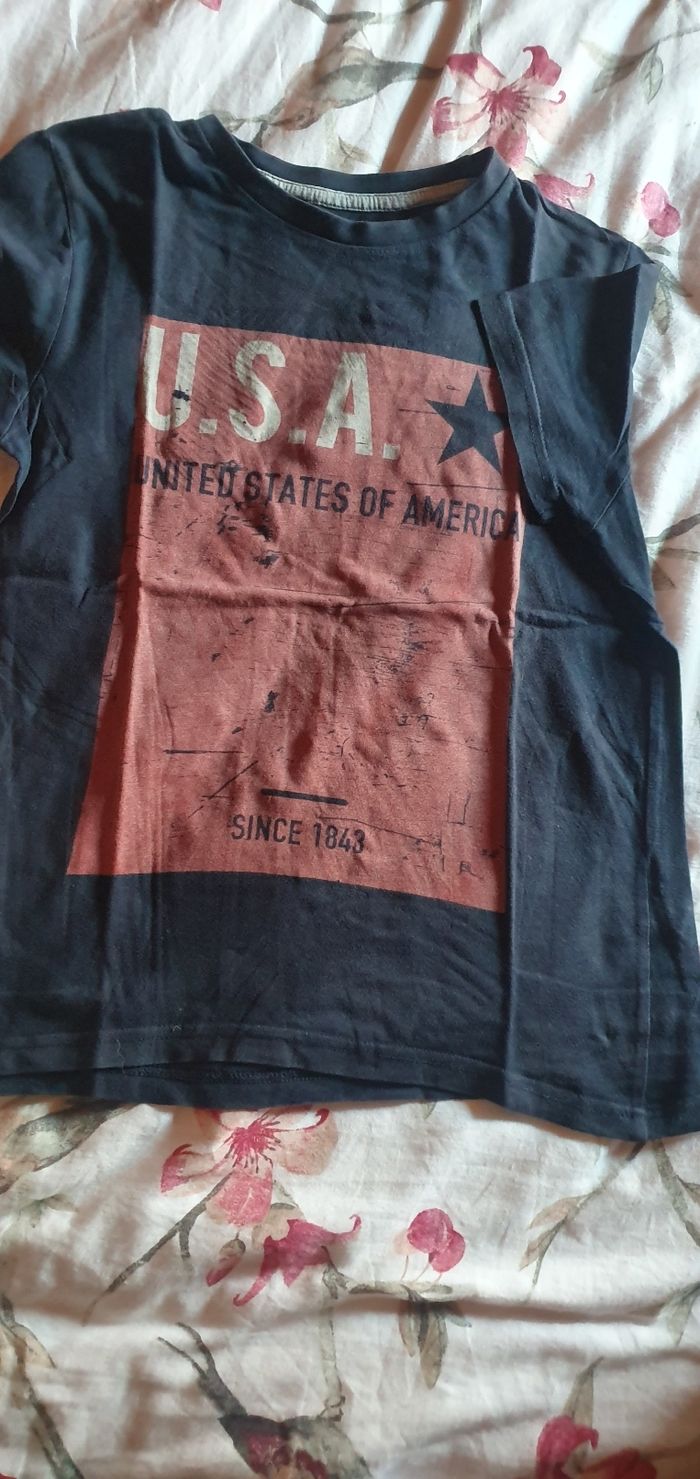 U.S.A.
UNITED STATES OF AMERICA
SINCE 1843